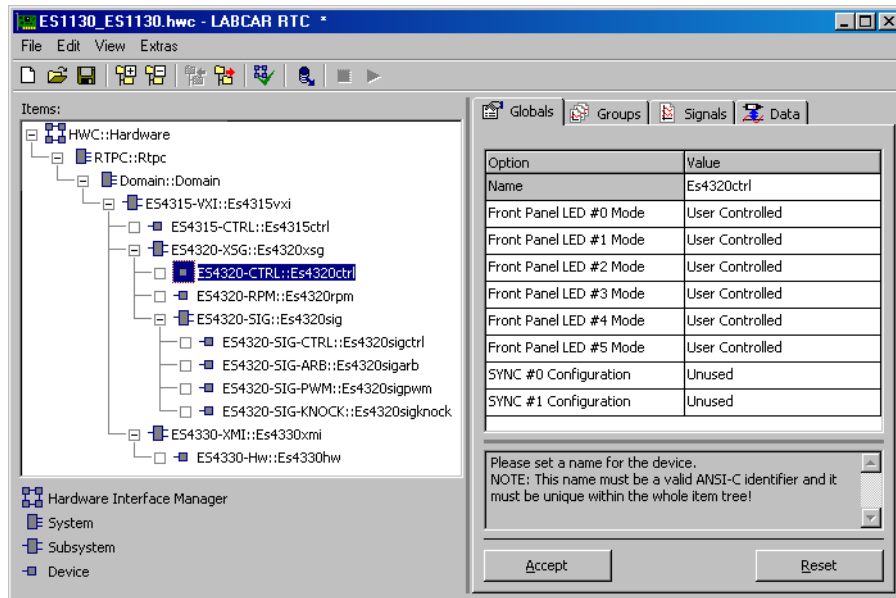 ES1130_ES1130.hwc - LABCAR RTC *
File Edit View Extras
Items:
HWC::Hardware
RTPC::Rtpc
Domain::Domain
ES4315-VXI::Es4315vxi
ES4315-CTRL::Es4315ctrl
ES4320-XSG::Es4320xsg
ES4320-CTRL::Es4320ctrl
ES4320-RPM::Es4320rpm
ES4320-SIG::Es4320sig
ES4320-SIG-CTRL::Es4320sigctrl
ES4320-SIG-ARB::Es4320sigarb
ES4320-SIG-PWM::Es4320sigpwm
ES4320-SIG-KNOCK::Es4320sigknock
ES4330-XMI::Es4330xmi
ES4330-Hw::Es4330hw
Hardware Interface Manager
System
Subsystem
Device
Globals Groups Signals Data
Option Value
Name Es4320ctrl
Front Panel LED #0 Mode User Controlled
Front Panel LED #1 Mode User Controlled
Front Panel LED #2 Mode User Controlled
Front Panel LED #3 Mode User Controlled
Front Panel LED #4 Mode User Controlled
Front Panel LED #5 Mode User Controlled
SYNC #0 Configuration Unused
SYNC #1 Configuration Unused
Please set a name for the device.
NOTE: This name must be a valid ANSI-C identifier and it
must be unique within the whole item tree!
Accept Reset